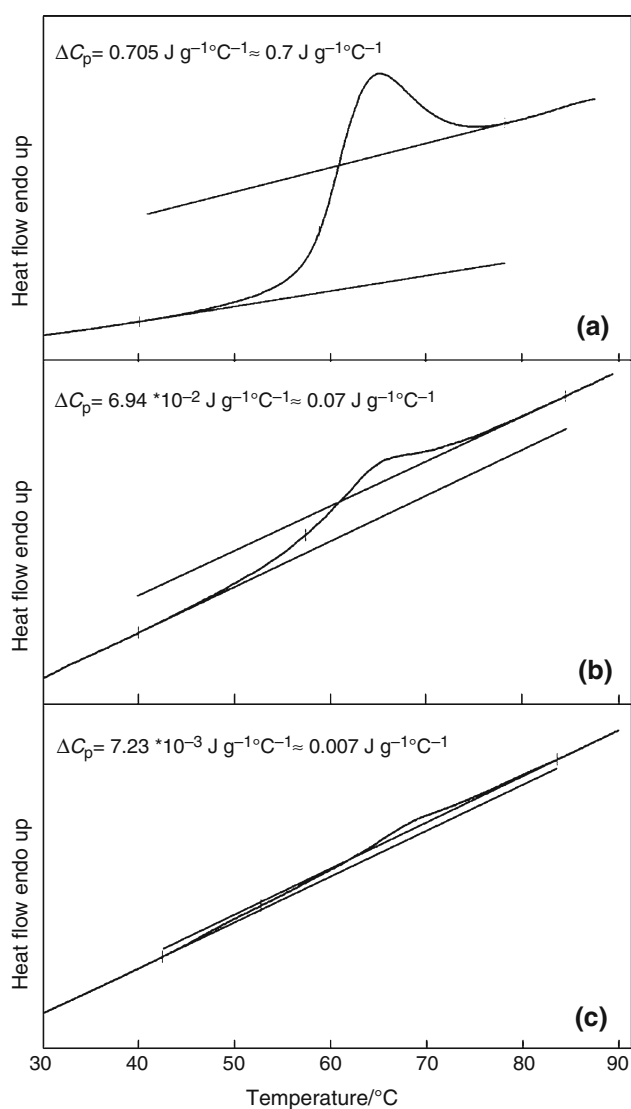 ΔCp= 0.705 J g⁻¹°C⁻¹≈ 0.7 J g⁻¹°C⁻¹
Heat flow endo up
(a)
ΔCp= 6.94 *10⁻² J g⁻¹°C⁻¹≈ 0.07 J g⁻¹°C⁻¹
Heat flow endo up
(b)
ΔCp= 7.23 *10⁻³ J g⁻¹°C⁻¹≈ 0.007 J g⁻¹°C⁻¹
Heat flow endo up
(c)
30 40 50 60 70 80 90
Temperature/°C